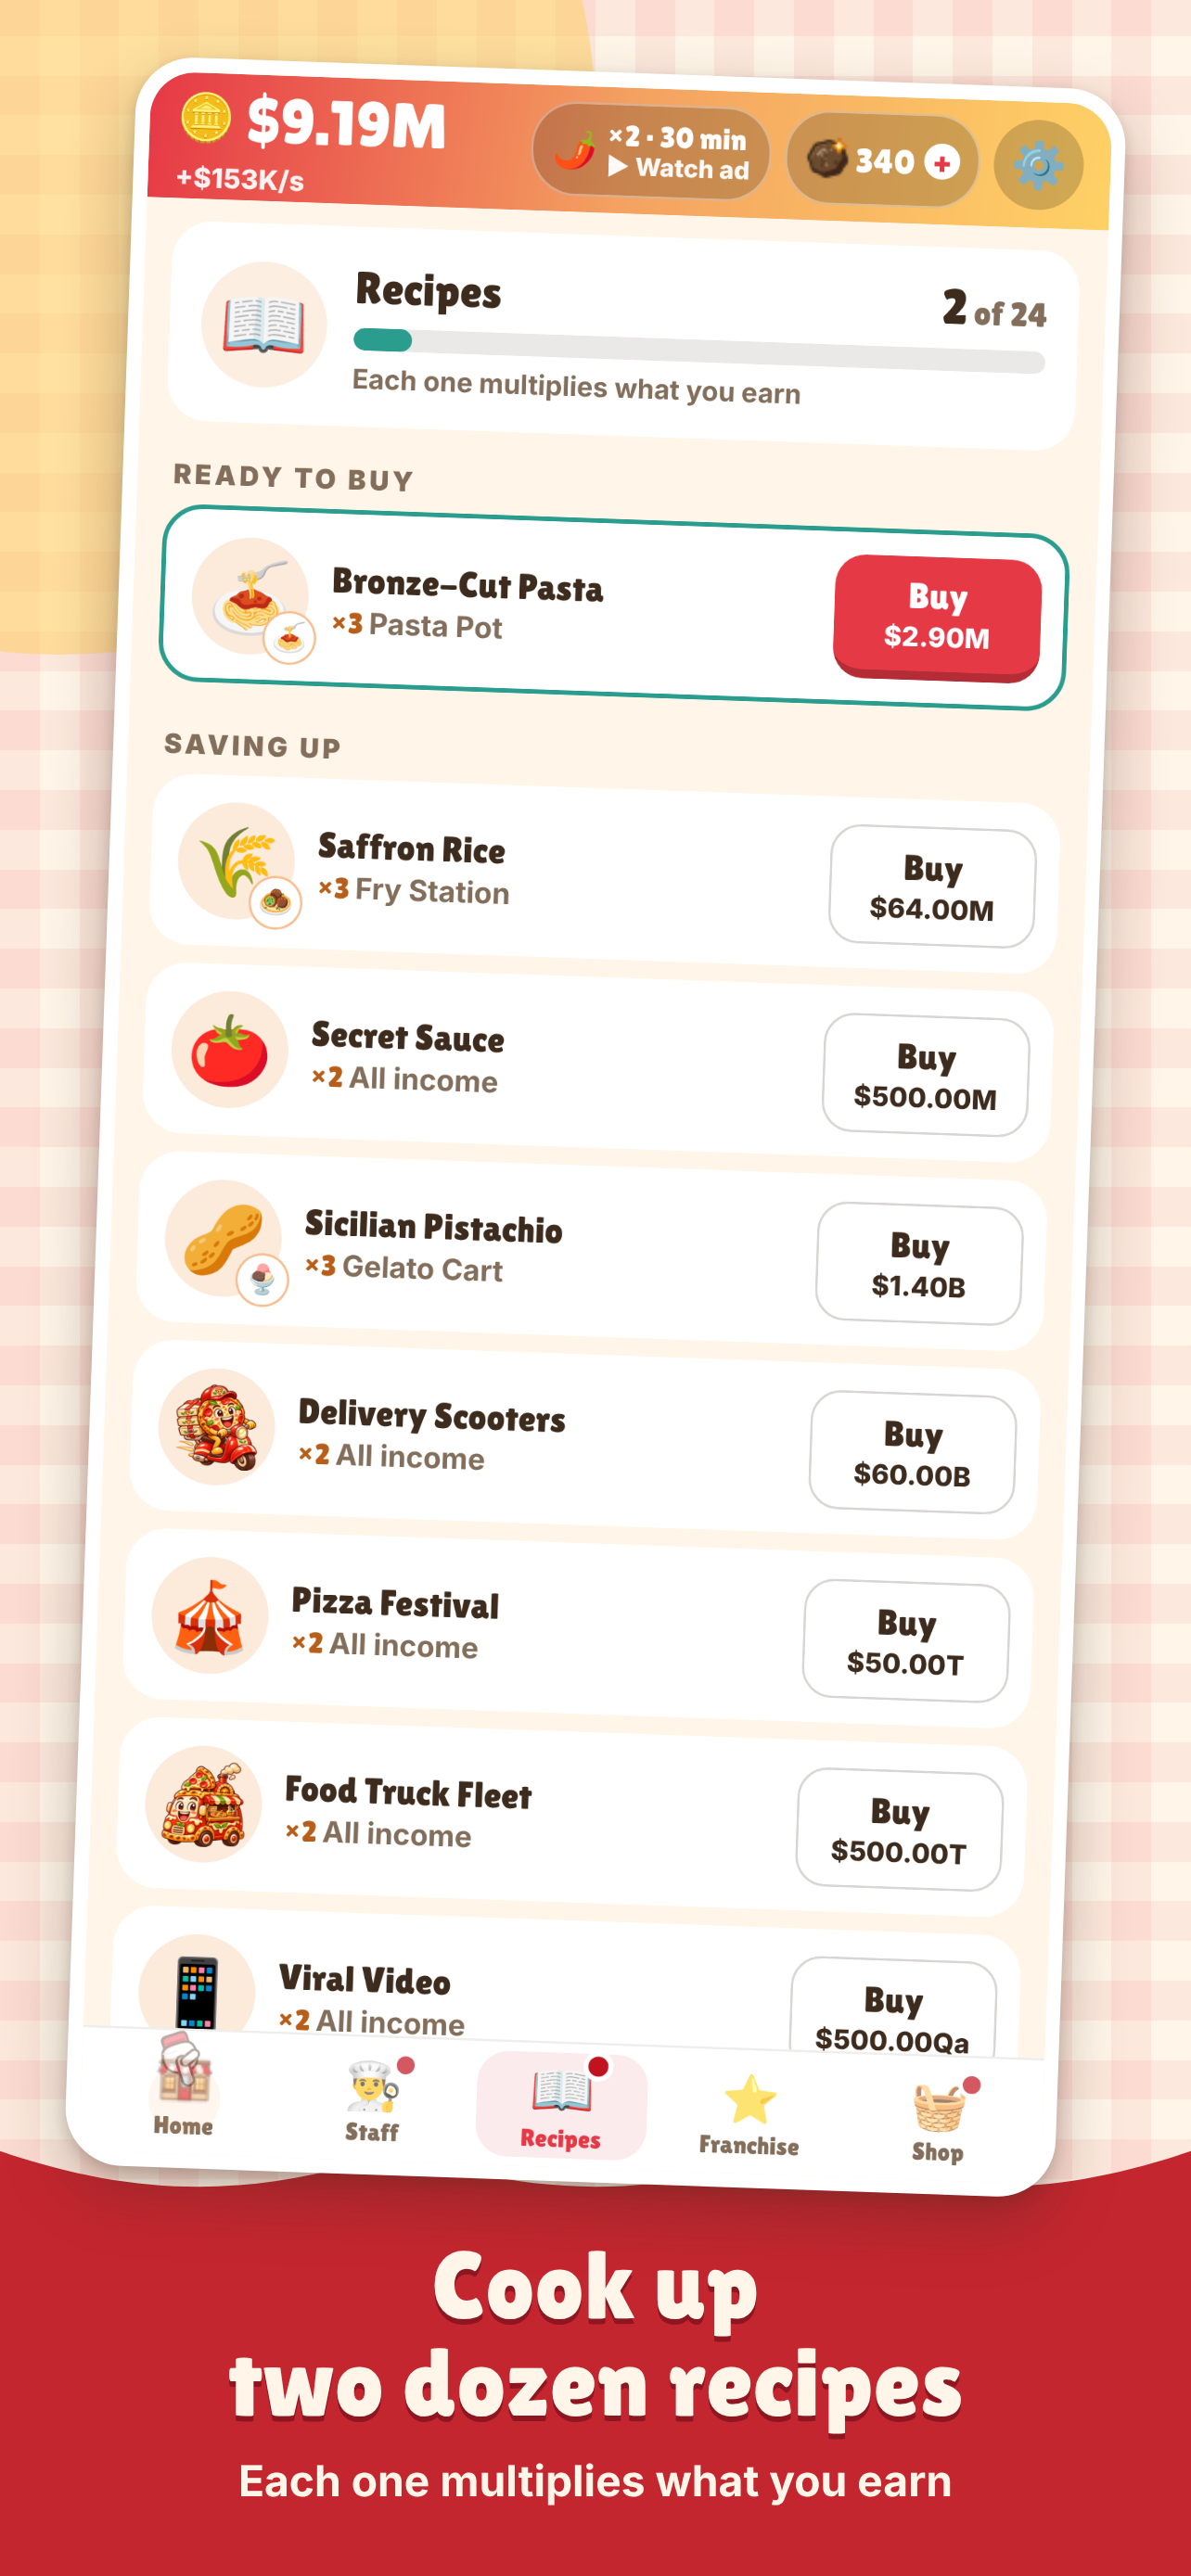 $9.19M
+$153K/s
×2 · 30 min
▶ Watch ad
340 +
Recipes
2 of 24
Each one multiplies what you earn
READY TO BUY
Bronze-Cut Pasta
×3 Pasta Pot
Buy
$2.90M
SAVING UP
Saffron Rice
×3 Fry Station
Buy
$64.00M
Secret Sauce
×2 All income
Buy
$500.00M
Sicilian Pistachio
×3 Gelato Cart
Buy
$1.40B
Delivery Scooters
×2 All income
Buy
$60.00B
Pizza Festival
×2 All income
Buy
$50.00T
Food Truck Fleet
×2 All income
Buy
$500.00T
Viral Video
×2 All income
Buy
$500.00Qa
Home
Staff
Recipes
Franchise
Shop
Cook up
two dozen recipes
Each one multiplies what you earn